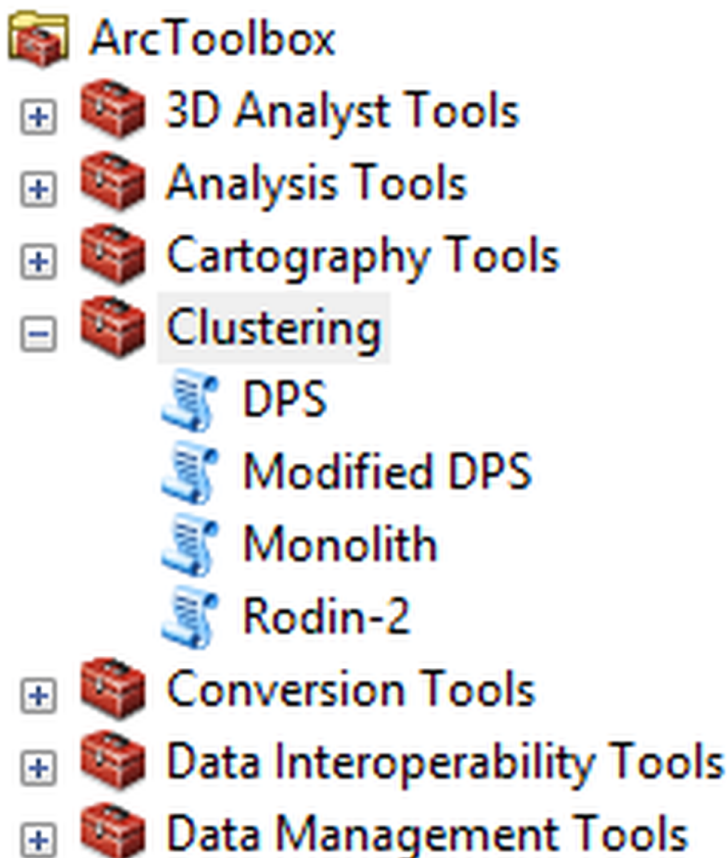 ArcToolbox
3D Analyst Tools
Analysis Tools
Cartography Tools
Clustering
DPS
Modified DPS
Monolith
Rodin-2
Conversion Tools
Data Interoperability Tools
Data Management Tools